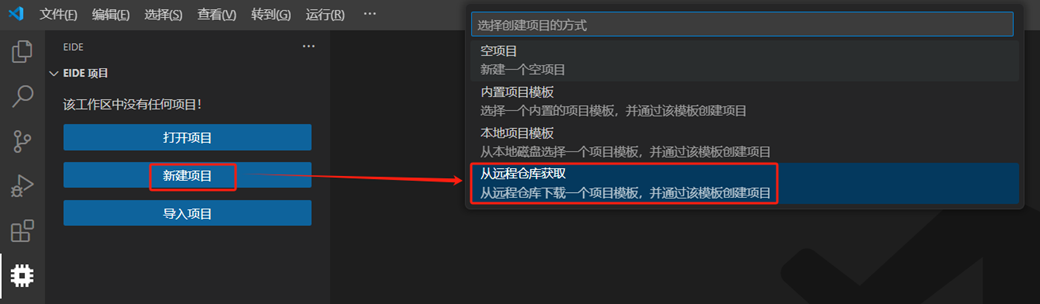 文件(F) 编辑(E) 选择(S) 查看(V) 转到(G) 运行(R) ···
EIDE ···
EIDE 项目
该工作区中没有任何项目！
打开项目
新建项目
导入项目
选择创建项目的方式
空项目
新建一个空项目
内置项目模板
选择一个内置的项目模板，并通过该模板创建项目
本地项目模板
从本地磁盘选择一个项目模板，并通过该模板创建项目
从远程仓库获取
从远程仓库下载一个项目模板，并通过该模板创建项目